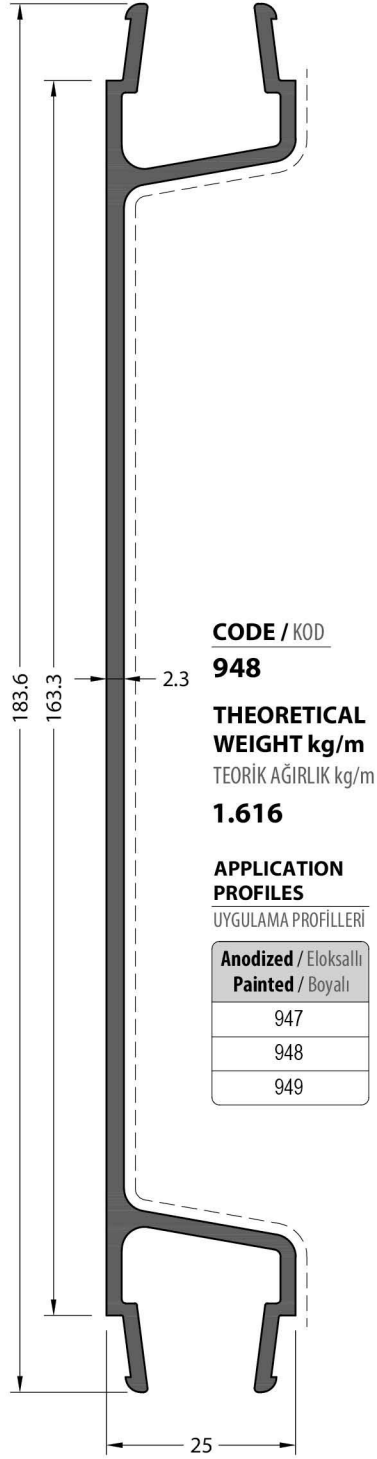 183.6
163.3
2.3
CODE / KOD
948
THEORETICAL
WEIGHT kg/m
TEORİK AĞIRLIK kg/m
1.616
APPLICATION
PROFILES
UYGULAMA PROFİLLERİ
Anodized / Eloksallı
Painted / Boyalı
947
948
949
25